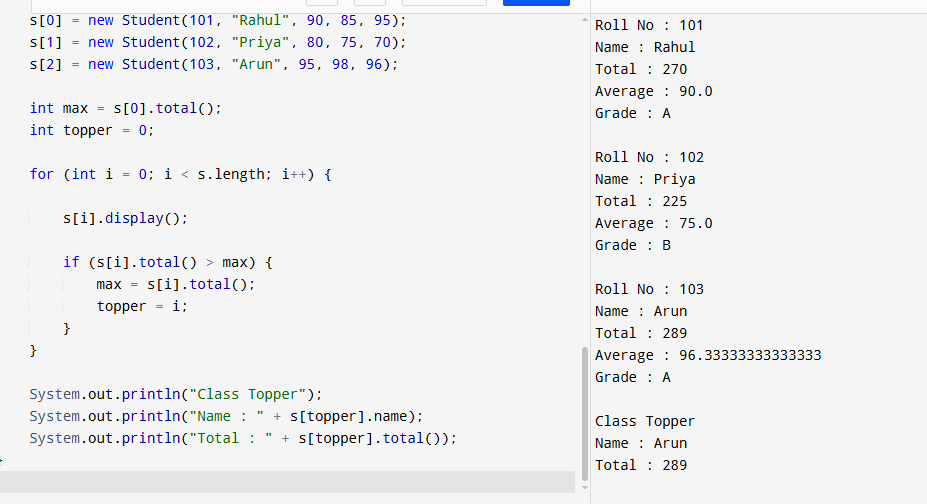 s[0] = new Student(101, "Rahul", 90, 85, 95);
s[1] = new Student(102, "Priya", 80, 75, 70);
s[2] = new Student(103, "Arun", 95, 98, 96);
int max = s[0].total();
int topper = 0;
for (int i = 0; i < s.length; i++) {
s[i].display();
if (s[i].total() > max) {
max = s[i].total();
topper = i;
}
}
System.out.println("Class Topper");
System.out.println("Name : " + s[topper].name);
System.out.println("Total : " + s[topper].total());
Roll No : 101
Name : Rahul
Total : 270
Average : 90.0
Grade : A
Roll No : 102
Name : Priya
Total : 225
Average : 75.0
Grade : B
Roll No : 103
Name : Arun
Total : 289
Average : 96.33333333333333
Grade : A
Class Topper
Name : Arun
Total : 289